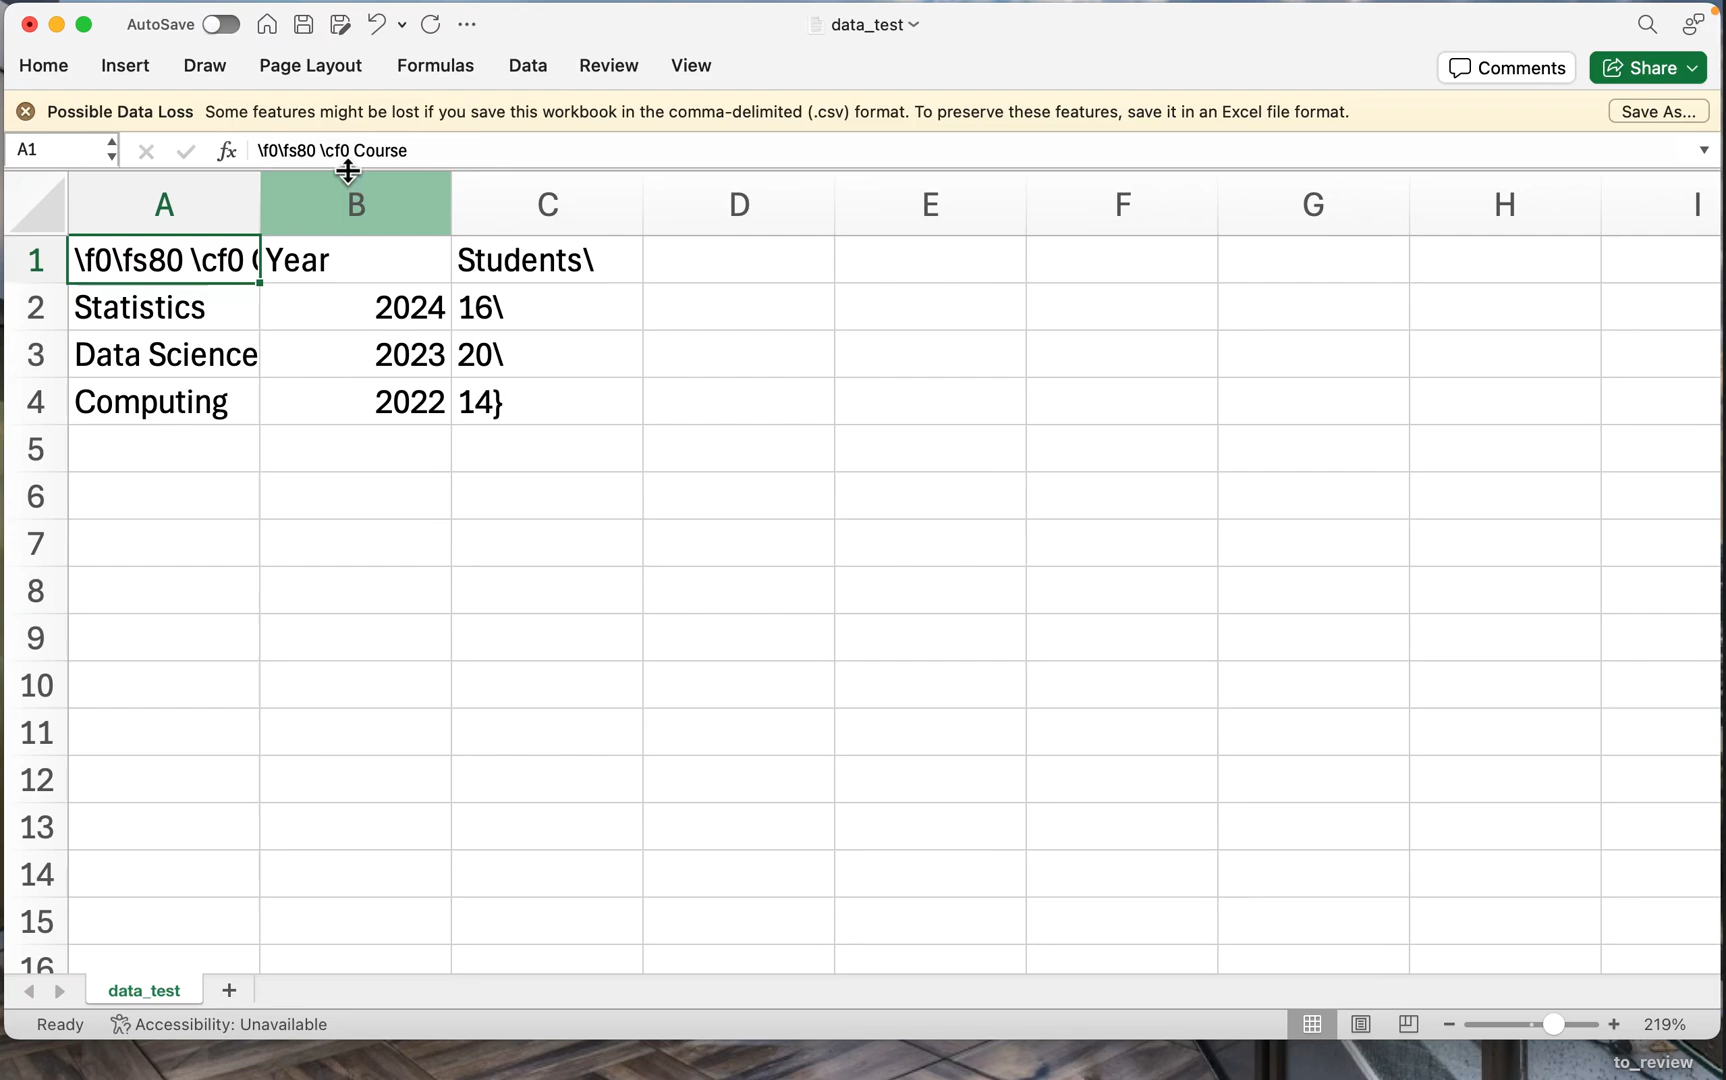 AutoSave
data_test
Home Insert Draw Page Layout Formulas Data Review View
Comments Share
Possible Data Loss Some features might be lost if you save this workbook in the comma-delimited (.csv) format. To preserve these features, save it in an Excel file format. Save As...
A1 fx \f0\fs80 \cf0 Course
A B C D E F G H I
1 \f0\fs80 \cf0 Year Students\
2 Statistics 2024 16\
3 Data Science 2023 20\
4 Computing 2022 14}
5
6
7
8
9
10
11
12
13
14
15
16
data_test +
Ready Accessibility: Unavailable 219%
to_review